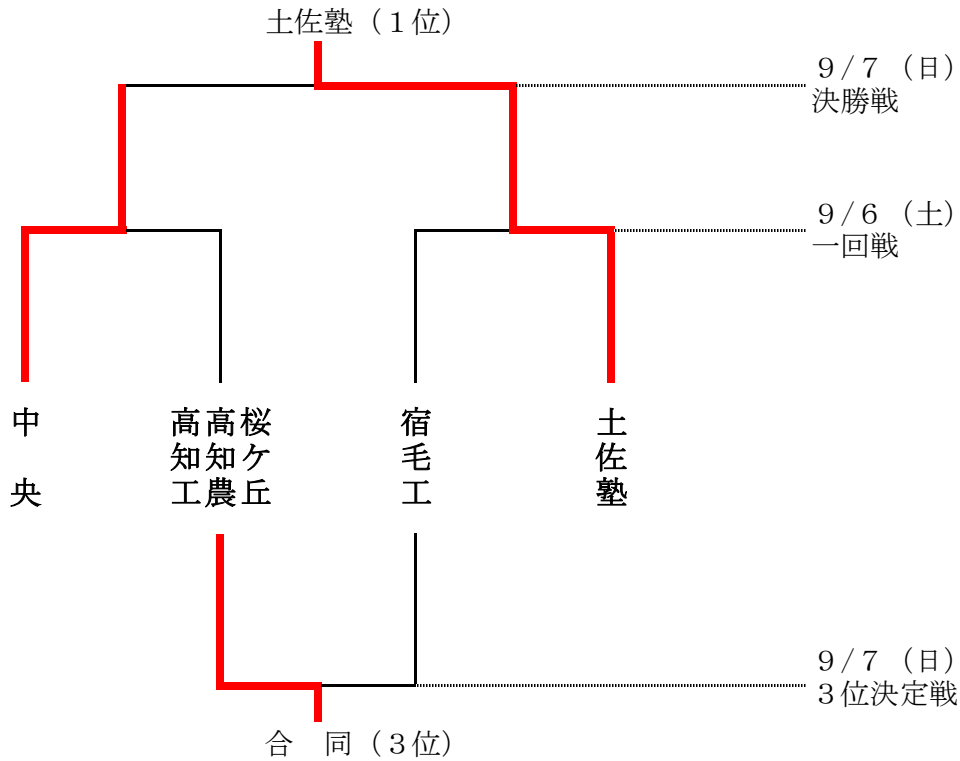 土佐塾（１位）
９/７（日）
決勝戦
９/６（土）
一回戦
中央
桜ケ丘
高知農
高知工
宿毛工
土佐塾
９/７（日）
３位決定戦
合　同（３位）